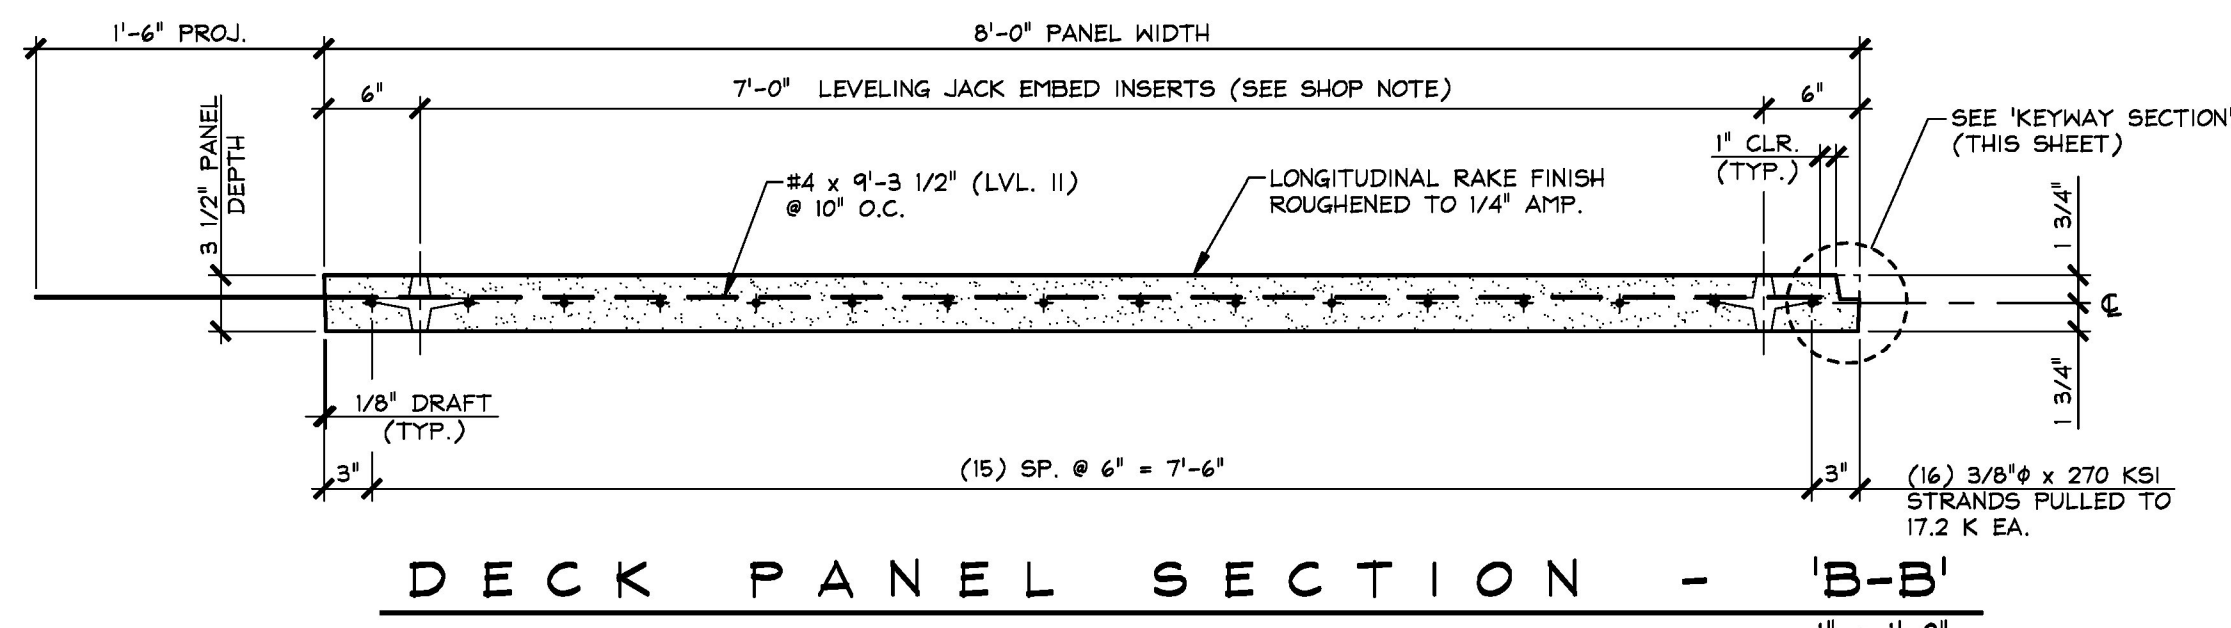 1'-6" PROJ.
8'-0" PANEL WIDTH
6"
7'-0" LEVELING JACK EMBED INSERTS (SEE SHOP NOTE)
6"
SEE 'KEYWAY SECTION'
(THIS SHEET)
3 1/2" PANEL
DEPTH
1" CLR.
(TYP.)
#4 x 9'-3 1/2" (LVL. II)
@ 10" O.C.
LONGITUDINAL RAKE FINISH
ROUGHENED TO 1/4" AMP.
1 3/4"
℄
1 3/4"
1/8" DRAFT
(TYP.)
3"
(15) SP. @ 6" = 7'-6"
3"
(16) 3/8"ϕ x 270 KSI
STRANDS PULLED TO
17.2 K EA.
DECK PANEL SECTION - 'B-B'